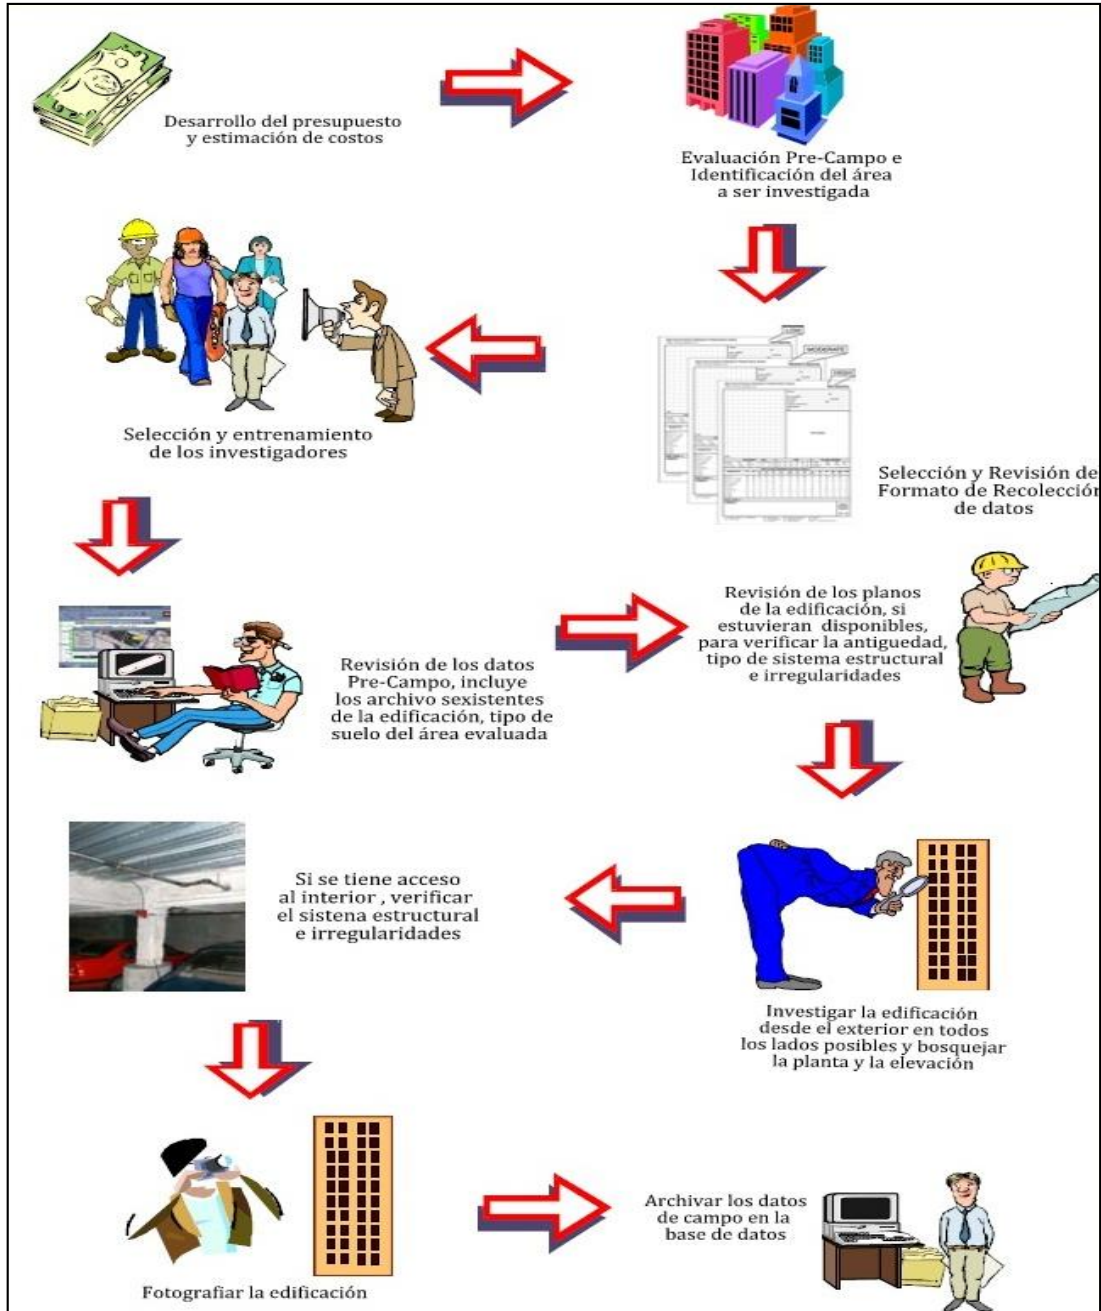 Desarrollo del presupuesto
y estimación de costos
Evaluación Pre-Campo e
Identificación del área
a ser investigada
MODERATE
Selección y Revisión de
Formato de Recolección
de datos
Selección y entrenamiento
de los investigadores
Revisión de los datos
Pre-Campo, incluye
los archivo sexistentes
de la edificación, tipo de
suelo del área evaluada
Revisión de los planos
de la edificación, si
estuvieran disponibles,
para verificar la antiguedad,
tipo de sistema estructural
e irregularidades
Investigar la edificación
desde el exterior en todos
los lados posibles y bosquejar
la planta y la elevación
Si se tiene acceso
al interior , verificar
el sistena estructural
e irregularidades
Fotografiar la edificación
Archivar los datos
de campo en la
base de datos